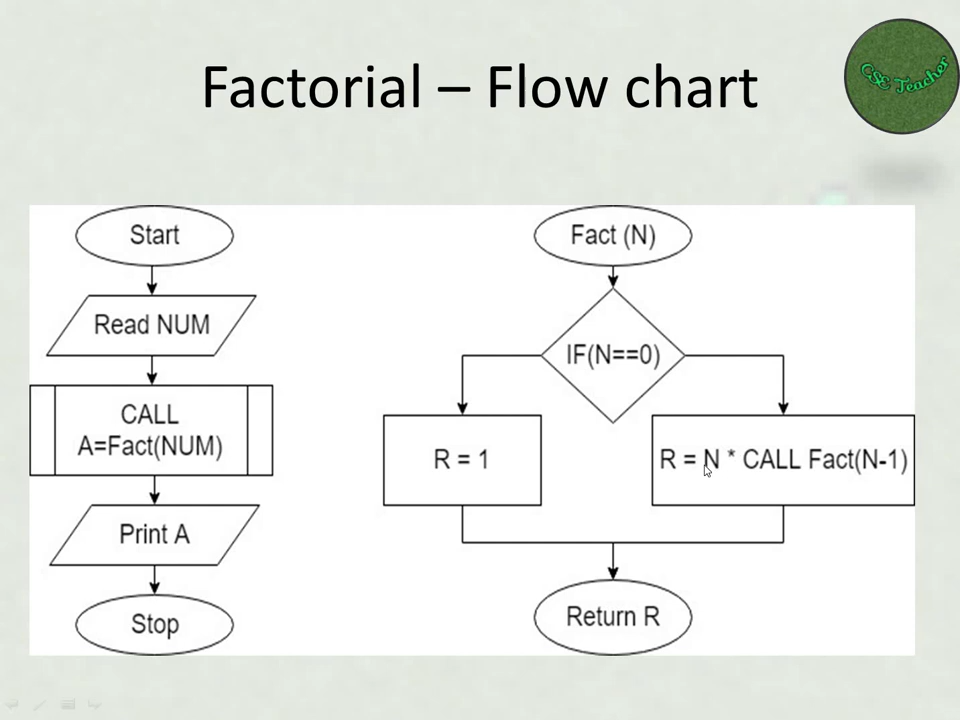 Factorial – Flow chart
CSE Teacher
Start
Read NUM
CALL
A=Fact(NUM)
Print A
Stop
Fact (N)
IF(N==0)
R = 1
R = N * CALL Fact(N-1)
Return R